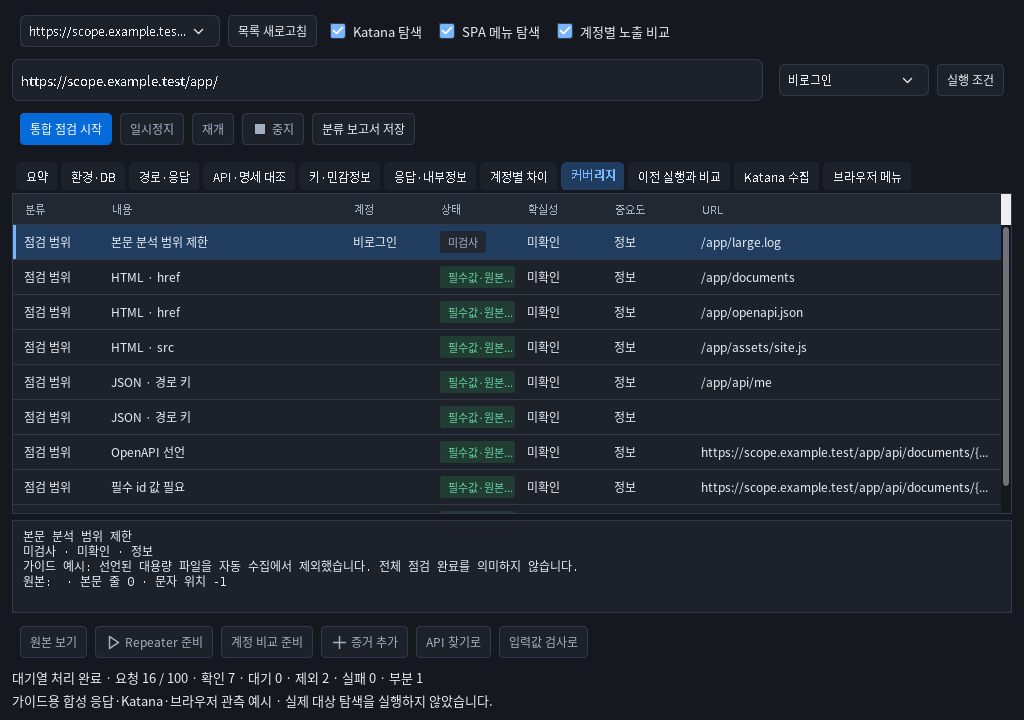 https://scope.example.tes... 목록 새로고침 Katana 탐색 SPA 메뉴 탐색 계정별 노출 비교
https://scope.example.test/app/ 비로그인 실행 조건
통합 점검 시작 일시정지 재개 중지 분류 보고서 저장
요약 환경·DB 경로·응답 API·명세 대조 키·민감정보 응답·내부정보 계정별 차이 커버리지 이전 실행과 비교 Katana 수집 브라우저 메뉴
분류 내용 계정 상태 확실성 중요도 URL
점검 범위 본문 분석 범위 제한 비로그인 미검사 미확인 정보 /app/large.log
점검 범위 HTML · href 필수값·원본... 미확인 정보 /app/documents
점검 범위 HTML · href 필수값·원본... 미확인 정보 /app/openapi.json
점검 범위 HTML · src 필수값·원본... 미확인 정보 /app/assets/site.js
점검 범위 JSON · 경로 키 필수값·원본... 미확인 정보 /app/api/me
점검 범위 JSON · 경로 키 필수값·원본... 미확인 정보
점검 범위 OpenAPI 선언 필수값·원본... 미확인 정보 https://scope.example.test/app/api/documents/{...
점검 범위 필수 id 값 필요 필수값·원본... 미확인 정보 https://scope.example.test/app/api/documents/{...
본문 분석 범위 제한
미검사 · 미확인 · 정보
가이드 예시: 선언된 대용량 파일을 자동 수집에서 제외했습니다. 전체 점검 완료를 의미하지 않습니다.
원본: · 본문 줄 0 · 문자 위치 -1
원본 보기 Repeater 준비 계정 비교 준비 증거 추가 API 찾기로 입력값 검사로
대기열 처리 완료 · 요청 16 / 100 · 확인 7 · 대기 0 · 제외 2 · 실패 0 · 부분 1
가이드용 합성 응답·Katana·브라우저 관측 예시 · 실제 대상 탐색을 실행하지 않았습니다.